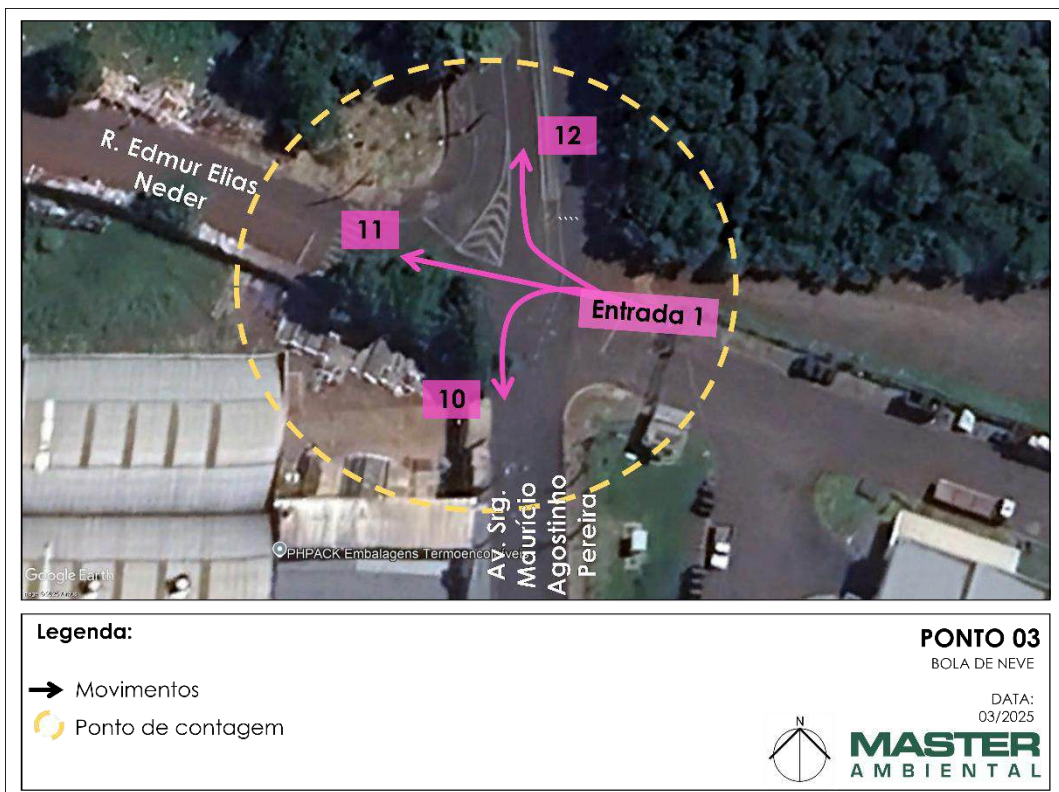 12
R. Edmur Elias
Neder
11
Entrada 1
10
Av. Srg.
Maurídio
Agostinho
Pereira
PHPACK Embalagens Termoencolhíveis
Google Earth
Legenda:
Movimentos
Ponto de contagem
PONTO 03
BOLA DE NEVE
DATA:
03/2025
N
MASTER
AMBIENTAL